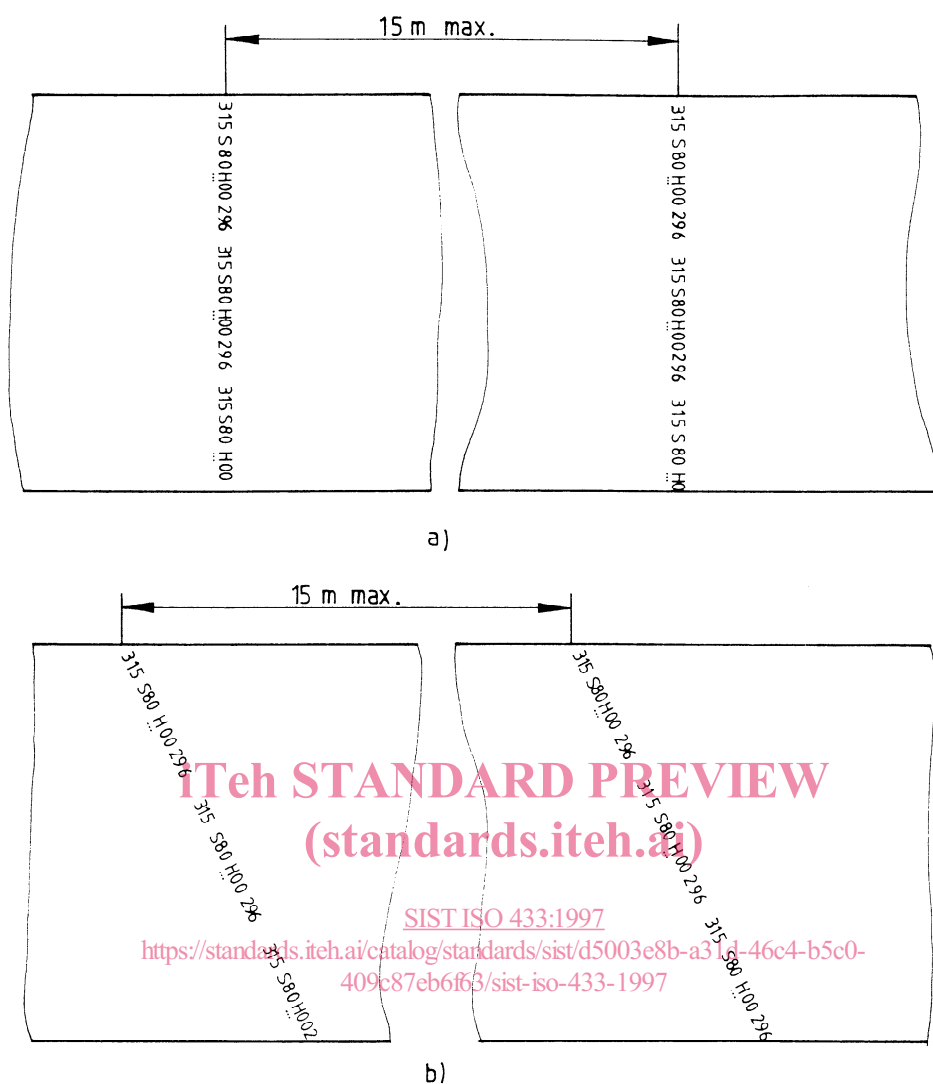 15 m max.
315 S80 H00 296 315 S80 H00 296 315 S80 H00
315 S80 H00 296 315 S80 H00 296 315 S80 H0
a)
15 m max.
315 S80 H00 296 315 S80 H00 296 315 S80 H002
315 S80 H00 296 315 S80 H00 296 315 S80 H00 296
iTeh STANDARD PREVIEW
(standards.iteh.ai)
SIST ISO 433:1997
https://standards.iteh.ai/catalog/standards/sist/d5003e8b-a31d-46c4-b5c0-
409c87eb6f63/sist-iso-433-1997
b)